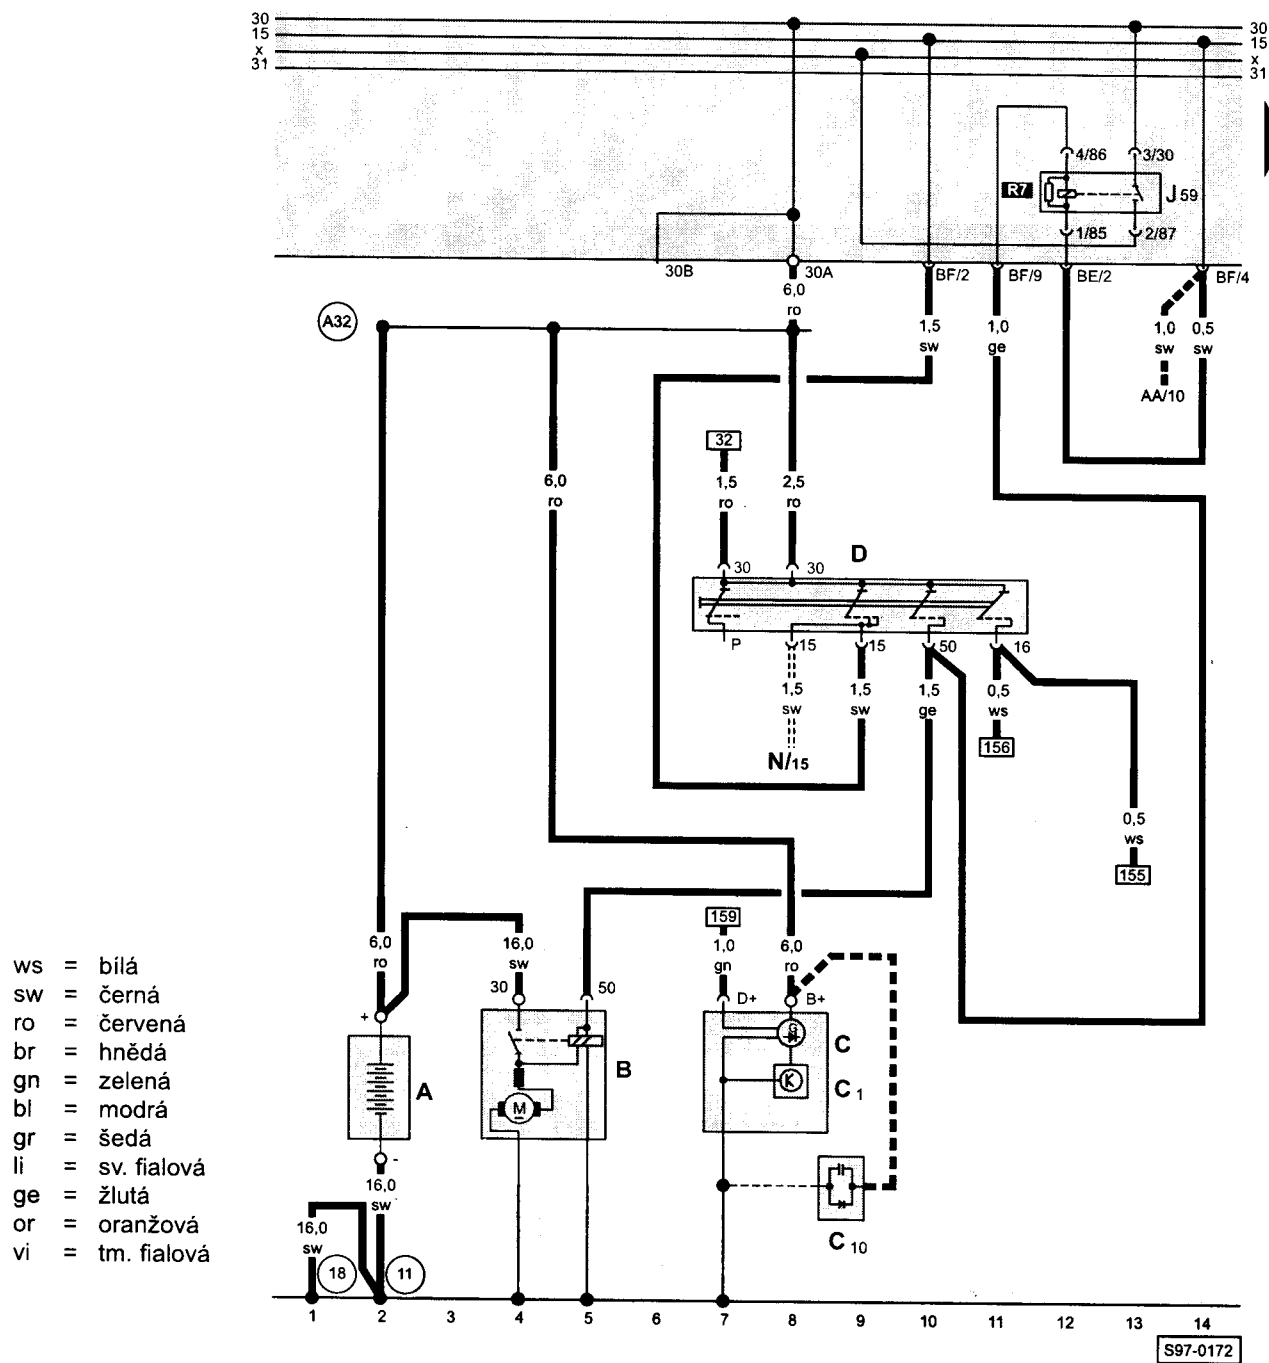 30
15
x
31
30
15
x
31
4/86
3/30
R7
J 59
1/85
2/87
30B
30A
BF/2
BF/9
BE/2
BF/4
A32
6,0
ro
1,5
sw
1,0
ge
1,0
sw
0,5
sw
AA/10
32
1,5
ro
2,5
ro
6,0
ro
D
30
30
P
15
15
50
16
1,5
sw
1,5
sw
1,5
ge
0,5
ws
N/15
156
0,5
ws
155
159
6,0
ro
16,0
sw
1,0
gn
6,0
ro
30
50
D+
B+
+
A
B
M
G
C
K
C 1
-
16,0
sw
16,0
sw
C 10
18
11
ws = bílá
sw = černá
ro = červená
br = hnědá
gn = zelená
bl = modrá
gr = šedá
li = sv. fialová
ge = žlutá
or = oranžová
vi = tm. fialová
1 2 3 4 5 6 7 8 9 10 11 12 13 14
S97-0172